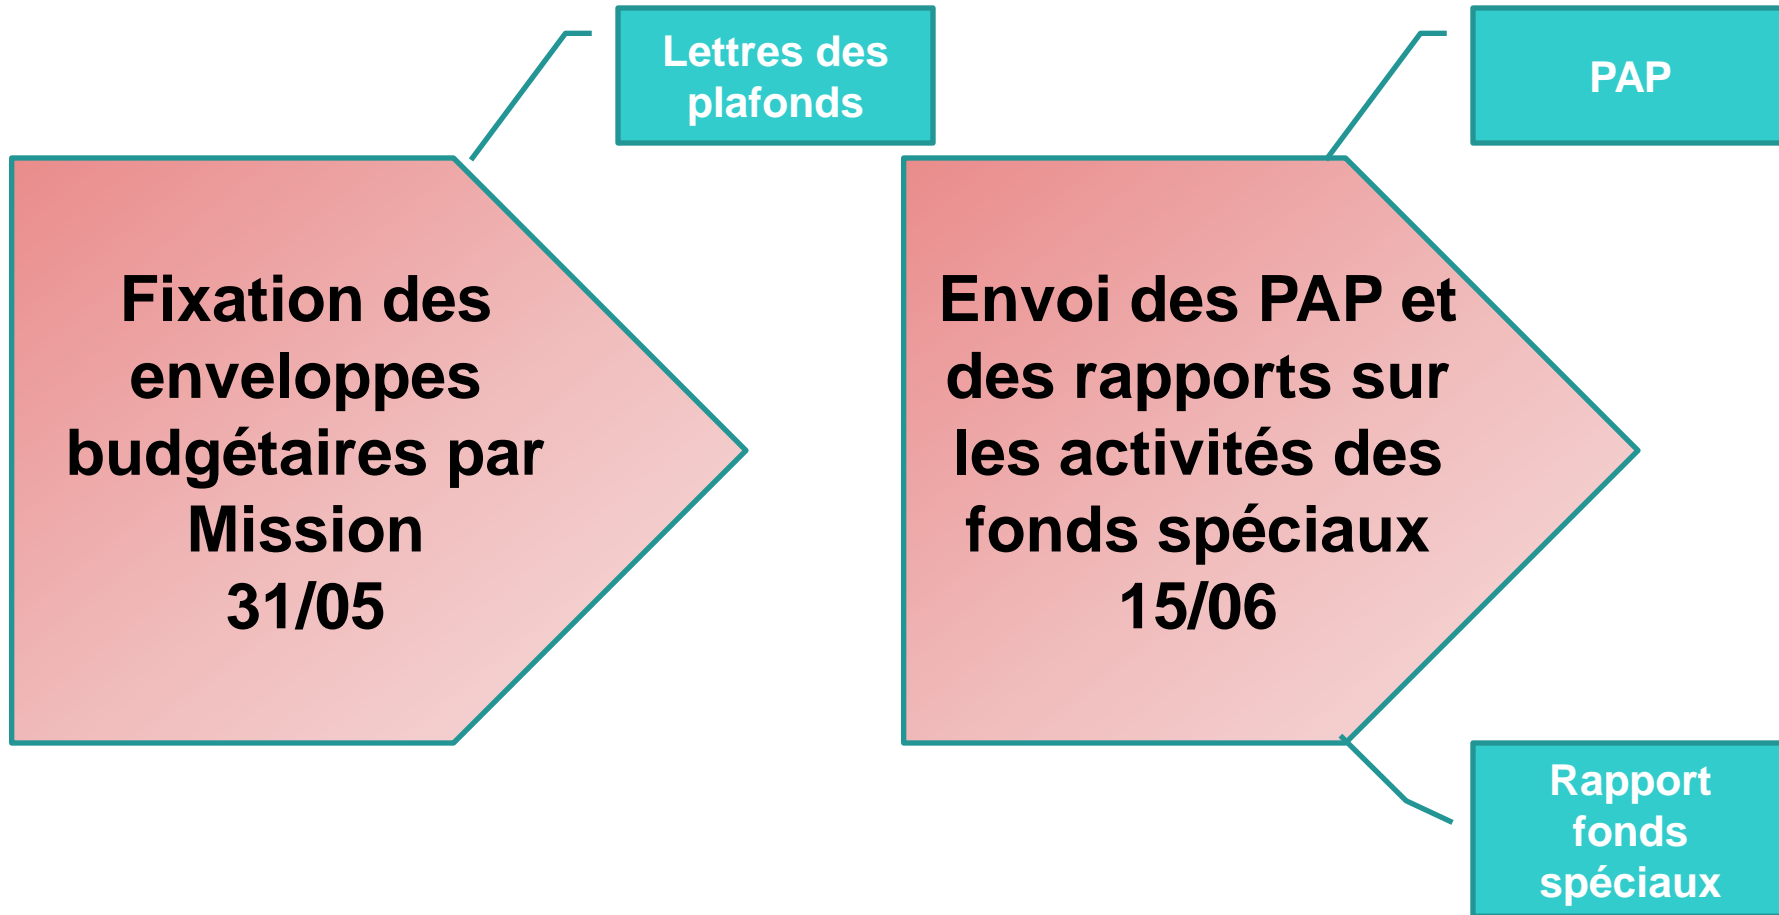 Lettres des
plafonds
PAP
Fixation des
enveloppes
budgétaires par
Mission
31/05
Envoi des PAP et
des rapports sur
les activités des
fonds spéciaux
15/06
Rapport
fonds
spéciaux